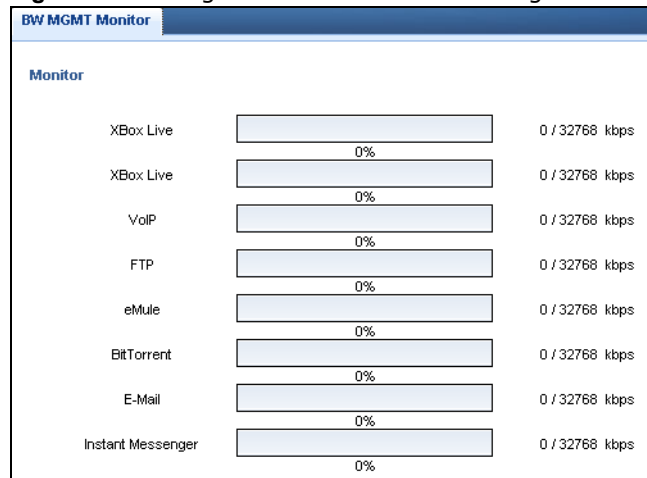 BW MGMT Monitor
Monitor
XBox Live 0 / 32768 kbps
0%
XBox Live 0 / 32768 kbps
0%
VoIP 0 / 32768 kbps
0%
FTP 0 / 32768 kbps
0%
eMule 0 / 32768 kbps
0%
BitTorrent 0 / 32768 kbps
0%
E-Mail 0 / 32768 kbps
0%
Instant Messenger 0 / 32768 kbps
0%